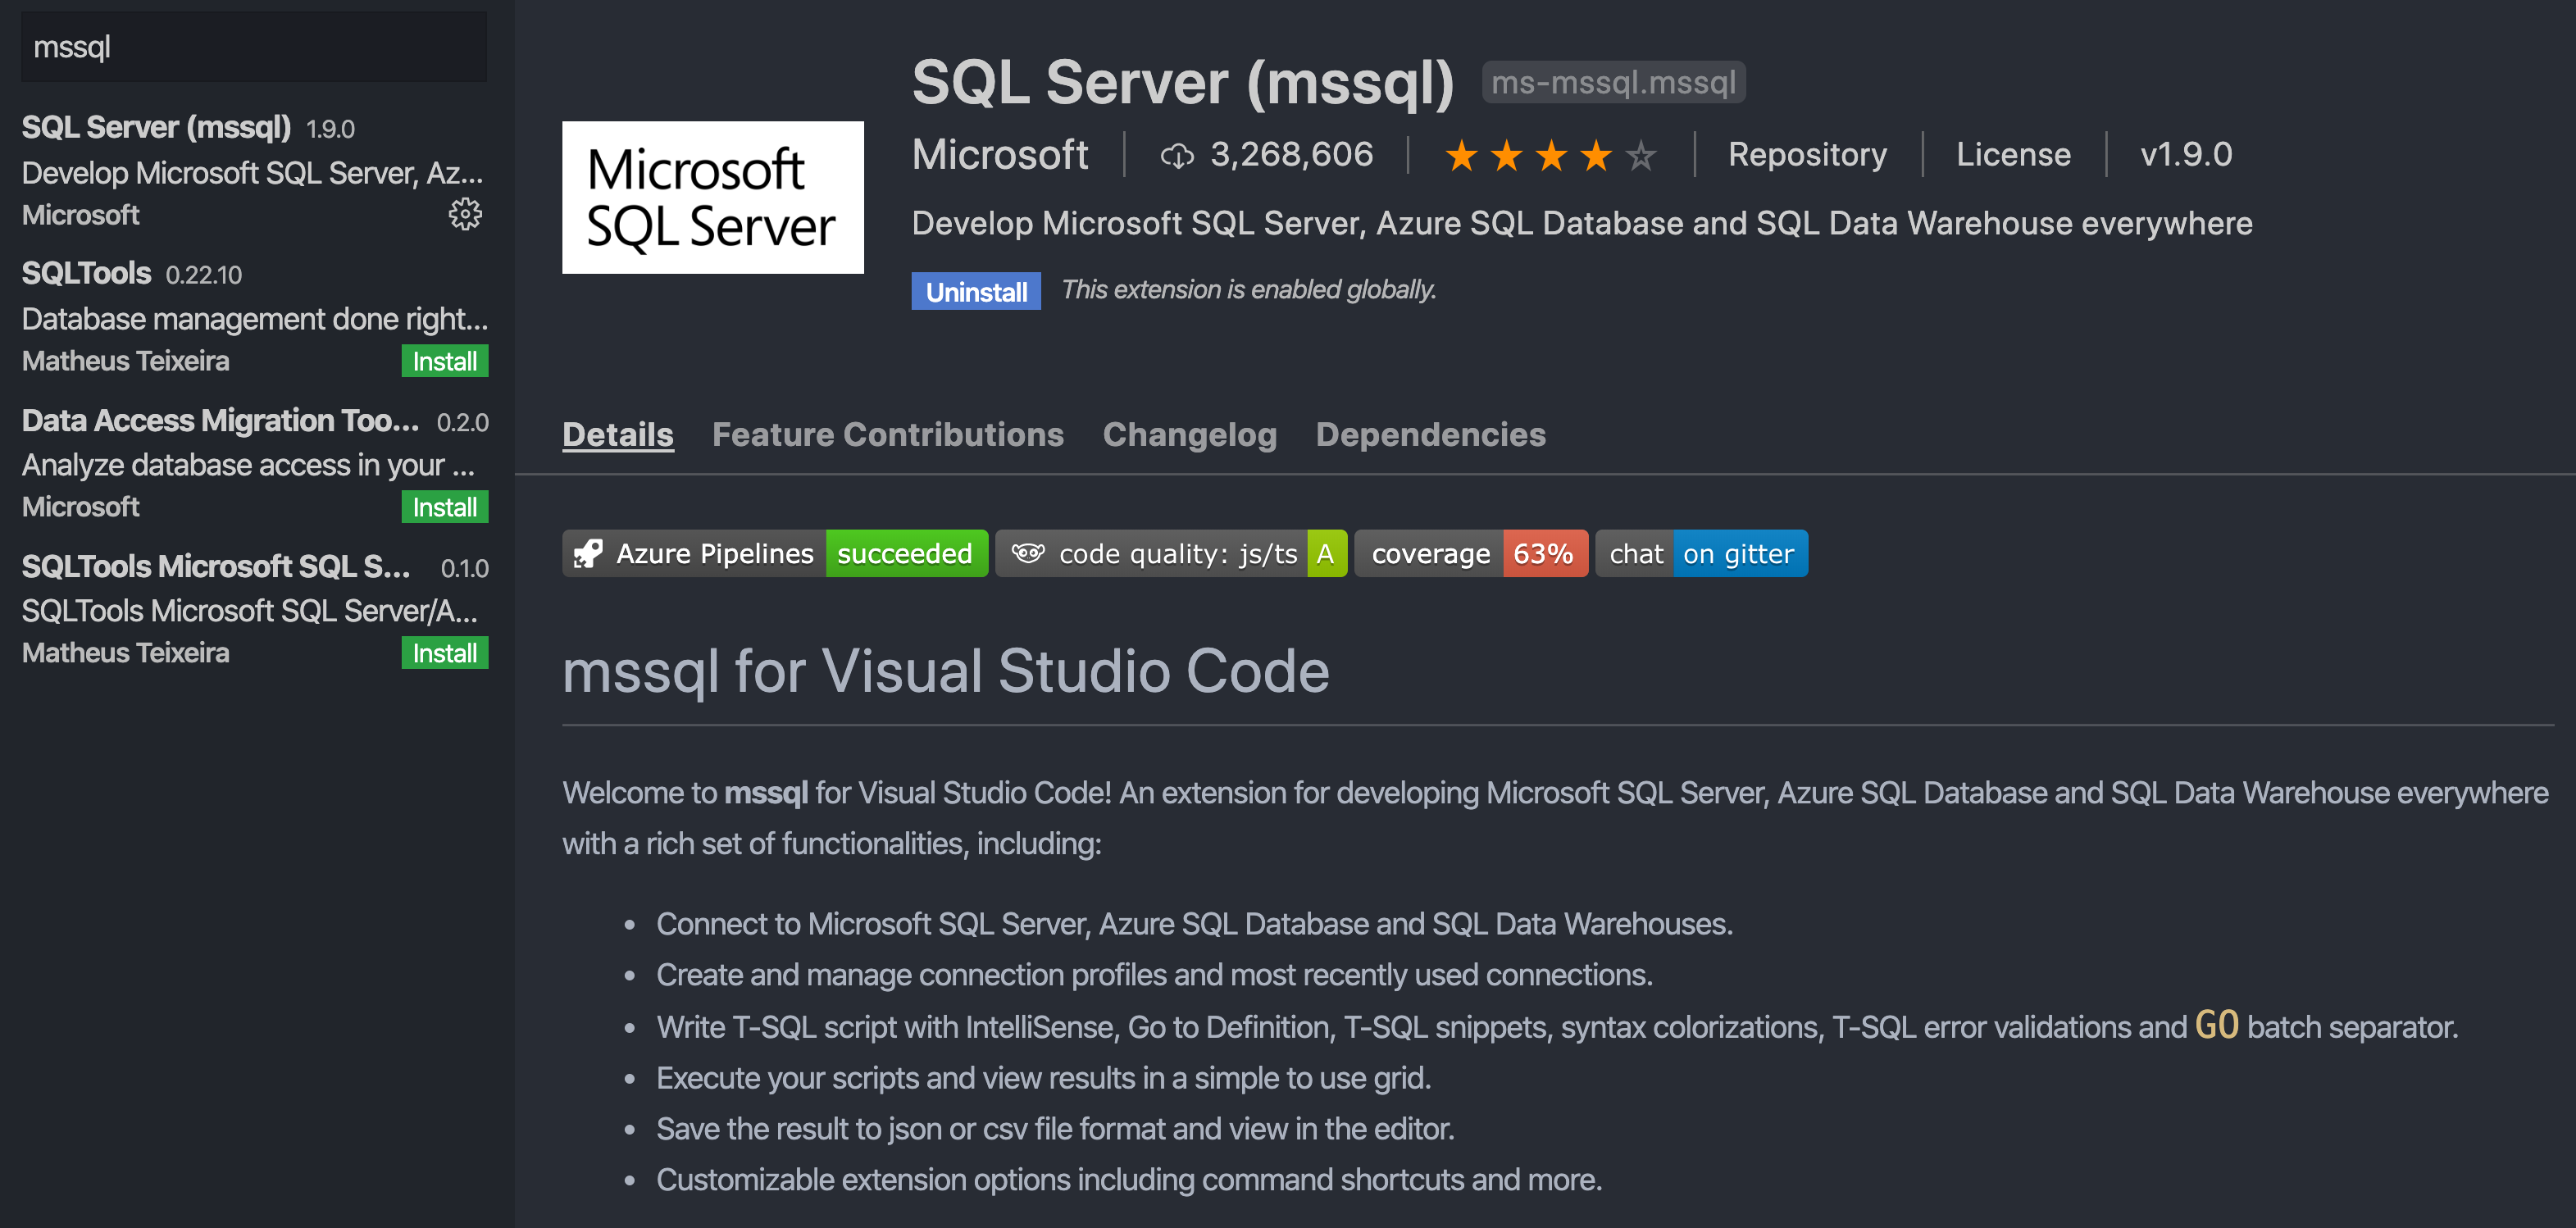 mssql
SQL Server (mssql) 1.9.0
Develop Microsoft SQL Server, Az...
Microsoft
SQLTools 0.22.10
Database management done right...
Matheus Teixeira Install
Data Access Migration Too... 0.2.0
Analyze database access in your ...
Microsoft Install
SQLTools Microsoft SQL S... 0.1.0
SQLTools Microsoft SQL Server/A...
Matheus Teixeira Install
Microsoft
SQL Server
SQL Server (mssql) ms-mssql.mssql
Microsoft 3,268,606 Repository License v1.9.0
Develop Microsoft SQL Server, Azure SQL Database and SQL Data Warehouse everywhere
Uninstall This extension is enabled globally.
Details Feature Contributions Changelog Dependencies
Azure Pipelines succeeded code quality: js/ts A coverage 63% chat on gitter
mssql for Visual Studio Code
Welcome to mssql for Visual Studio Code! An extension for developing Microsoft SQL Server, Azure SQL Database and SQL Data Warehouse everywhere
with a rich set of functionalities, including:
• Connect to Microsoft SQL Server, Azure SQL Database and SQL Data Warehouses.
• Create and manage connection profiles and most recently used connections.
• Write T-SQL script with IntelliSense, Go to Definition, T-SQL snippets, syntax colorizations, T-SQL error validations and GO batch separator.
• Execute your scripts and view results in a simple to use grid.
• Save the result to json or csv file format and view in the editor.
• Customizable extension options including command shortcuts and more.